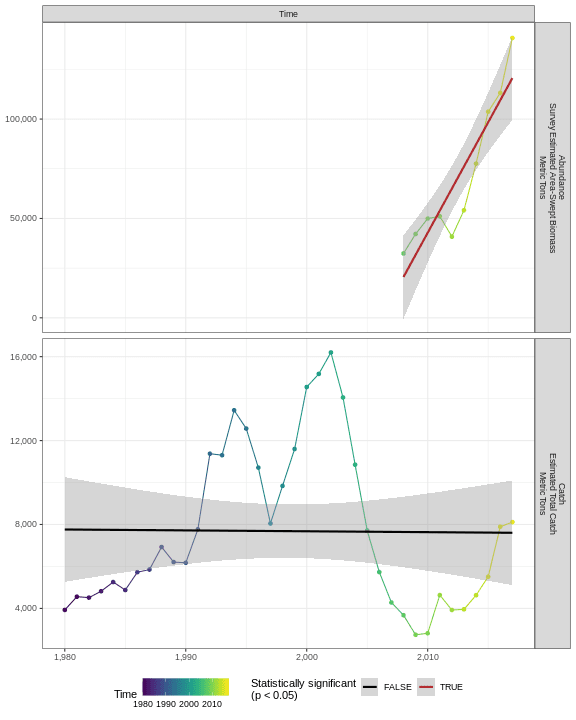 Time
100,000
50,000
0
Abundance
Survey Estimated Area-Swept Biomass
Metric Tons
16,000
12,000
8,000
4,000
Catch
Estimated Total Catch
Metric Tons
1,980
1,990
2,000
2,010
Time
1980 1990 2000 2010
Statistically significant
(p < 0.05)
FALSE
TRUE